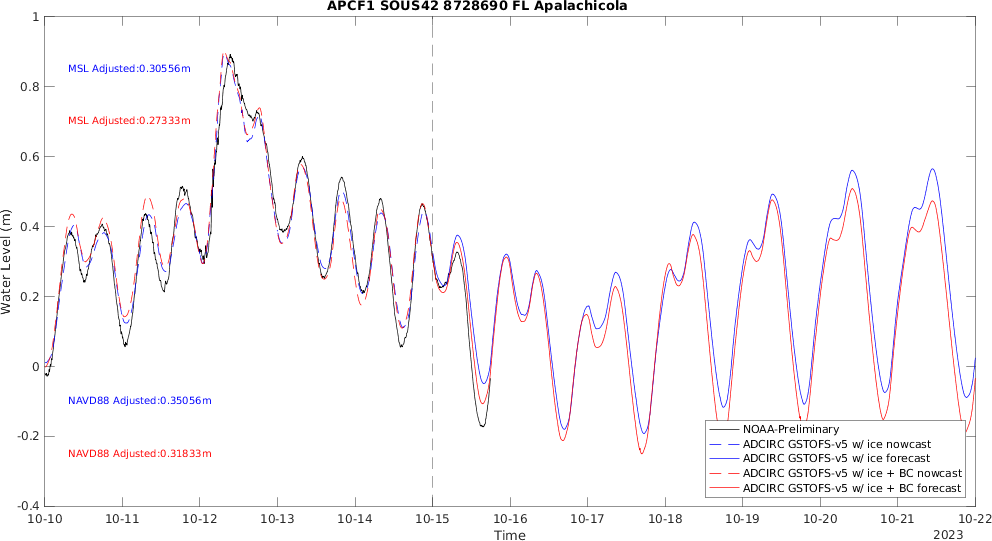 APCF1 SOUS42 8728690 FL Apalachicola
1
0.8
0.6
0.4
0.2
0
-0.2
-0.4
Water Level (m)
MSL Adjusted:0.30556m
MSL Adjusted:0.27333m
NAVD88 Adjusted:0.35056m
NAVD88 Adjusted:0.31833m
NOAA-Preliminary
ADCIRC GSTOFS-v5 w/ ice nowcast
ADCIRC GSTOFS-v5 w/ ice forecast
ADCIRC GSTOFS-v5 w/ ice + BC nowcast
ADCIRC GSTOFS-v5 w/ ice + BC forecast
10-10 10-11 10-12 10-13 10-14 10-15 10-16 10-17 10-18 10-19 10-20 10-21 10-22
Time
2023